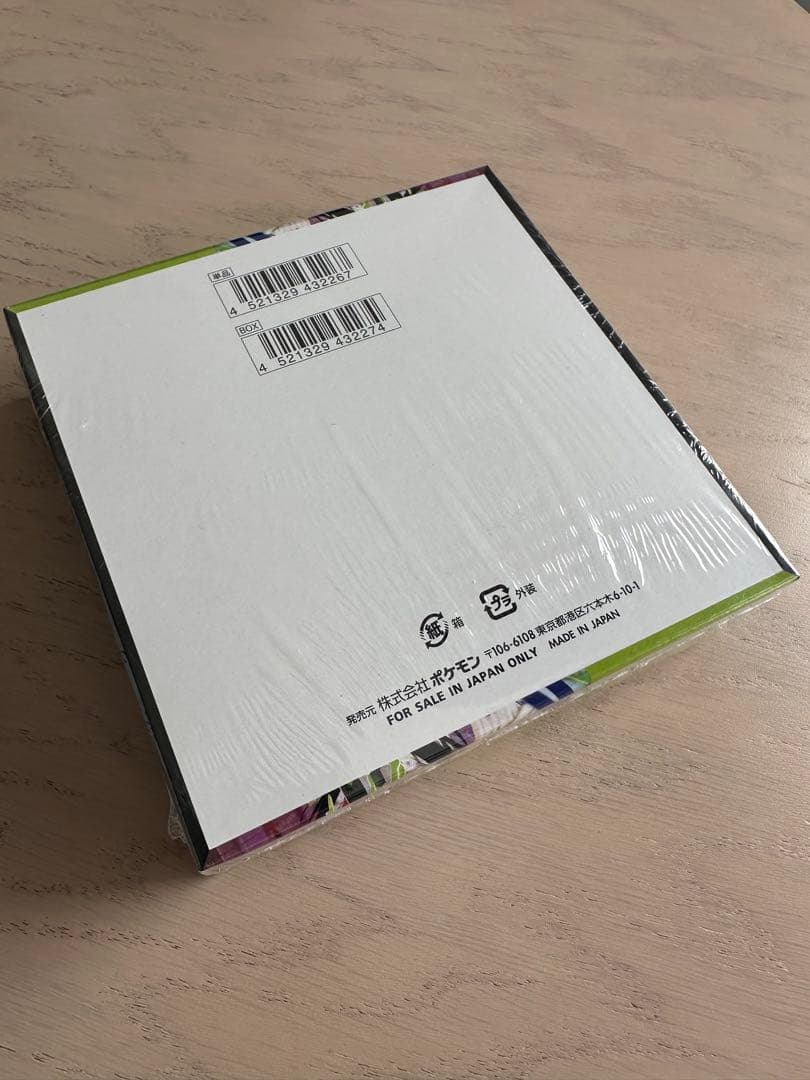 単品
4 521329 432267
BOX
4 521329 432274
紙 箱 プラ 外装
発売元 株式会社 ポケモン 〒106-6108 東京都港区六本木6-10-1
FOR SALE IN JAPAN ONLY MADE IN JAPAN